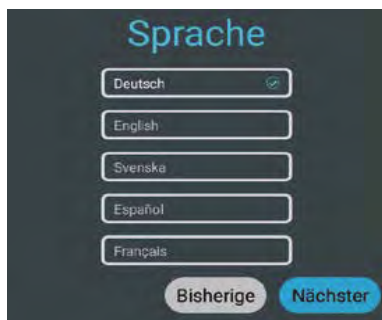 Sprache
Deutsch
English
Svenska
Español
Français
Bisherige Nächster